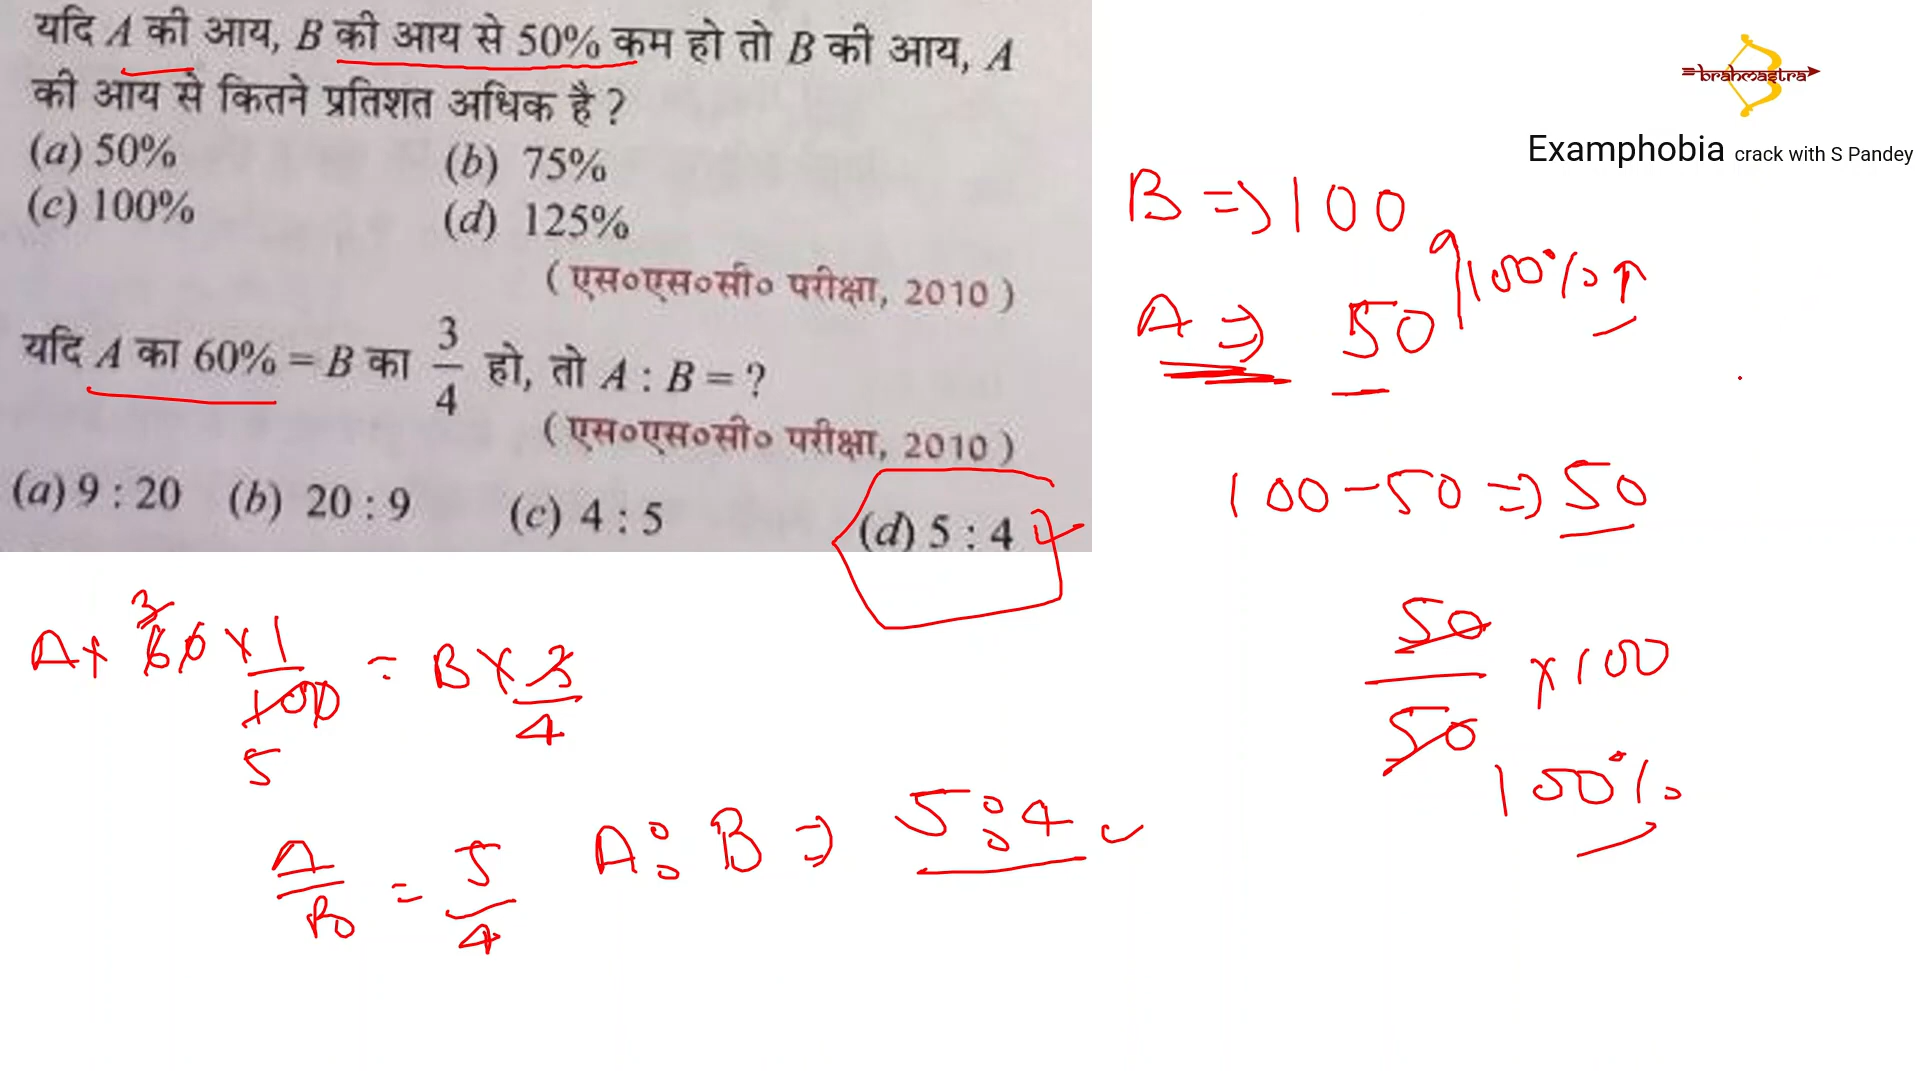 यदि A की आय, B की आय से 50% कम हो तो B की आय, A
की आय से कितने प्रतिशत अधिक है ?
(a) 50% (b) 75%
(c) 100% (d) 125%
( एस०एस०सी० परीक्षा, 2010 )
यदि A का 60% = B का 3/4 हो, तो A : B = ?
( एस०एस०सी० परीक्षा, 2010 )
(a) 9 : 20 (b) 20 : 9 (c) 4 : 5 (d) 5 : 4
brahmastra
Examphobia crack with S Pandey
B ⇒ 100
100% ↑
A ⇒ 50
100 - 50 ⇒ 50
50/50 × 100
100%
A × 60 × 1/100 = B × 3/4
3
5
A/B = 5/4
A : B ⇒ 5 : 4 ✓